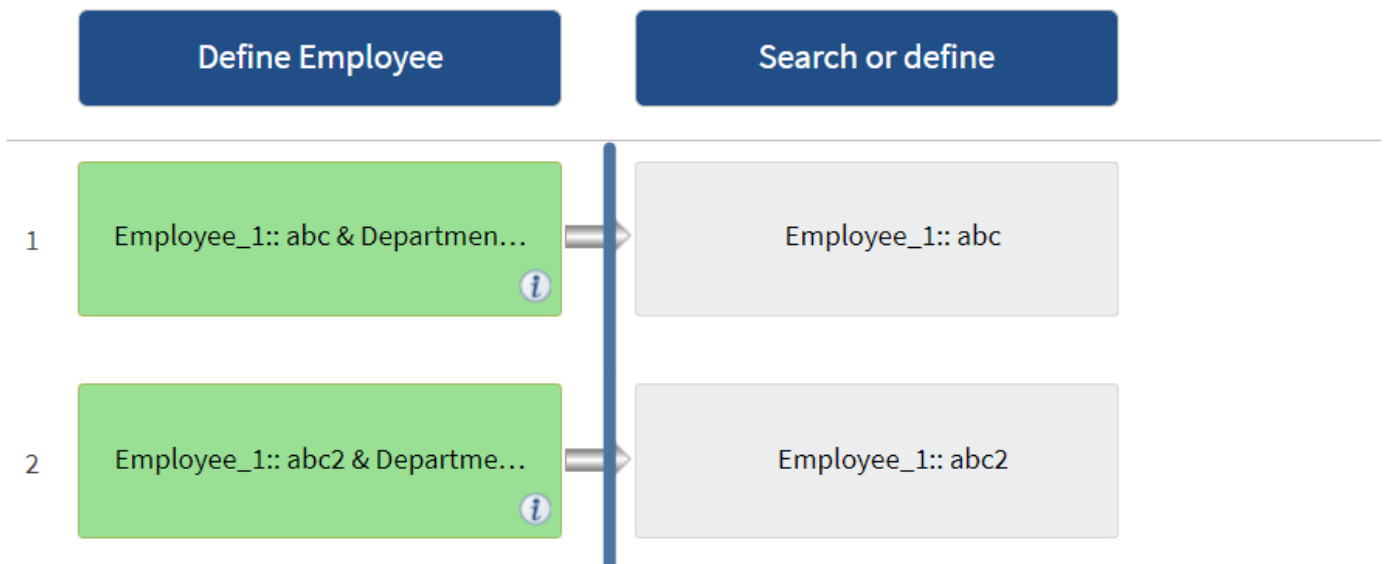 Define Employee
Search or define
1
Employee_1:: abc & Departmen...
Employee_1:: abc
i
2
Employee_1:: abc2 & Departme...
Employee_1:: abc2
i